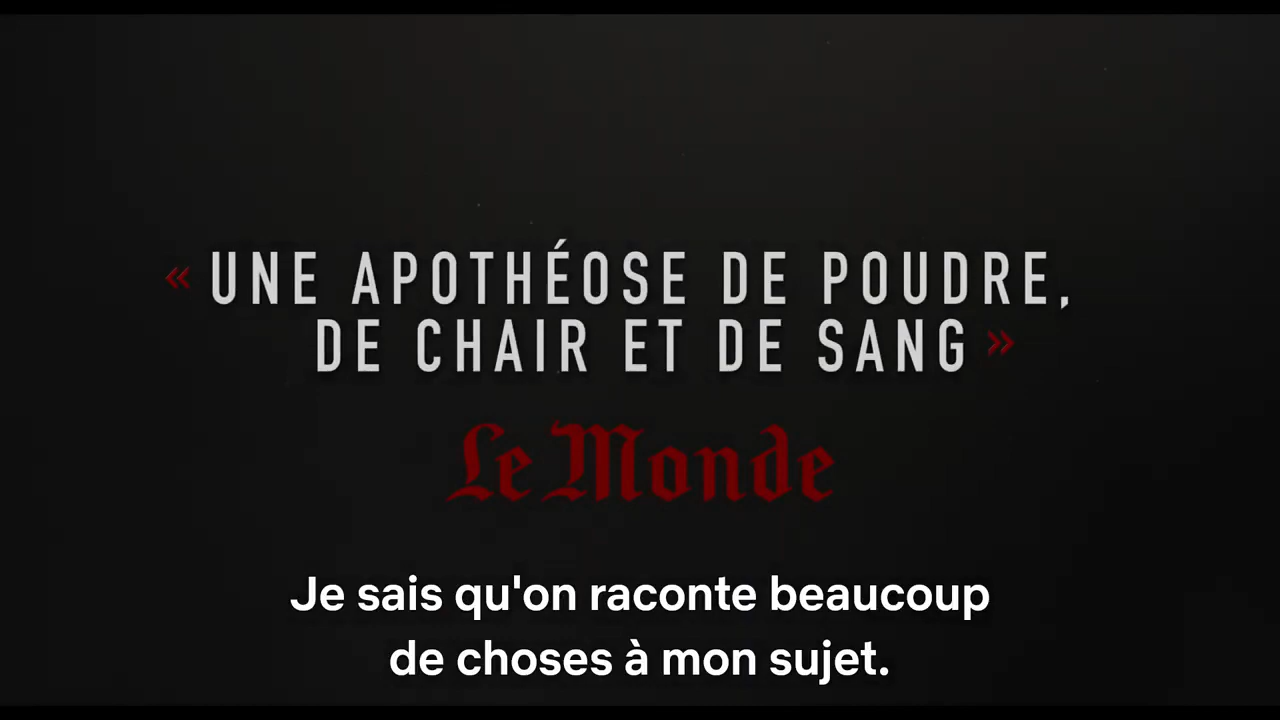 « UNE APOTHÉOSE DE POUDRE,
DE CHAIR ET DE SANG »
Le Monde
Je sais qu'on raconte beaucoup
de choses à mon sujet.